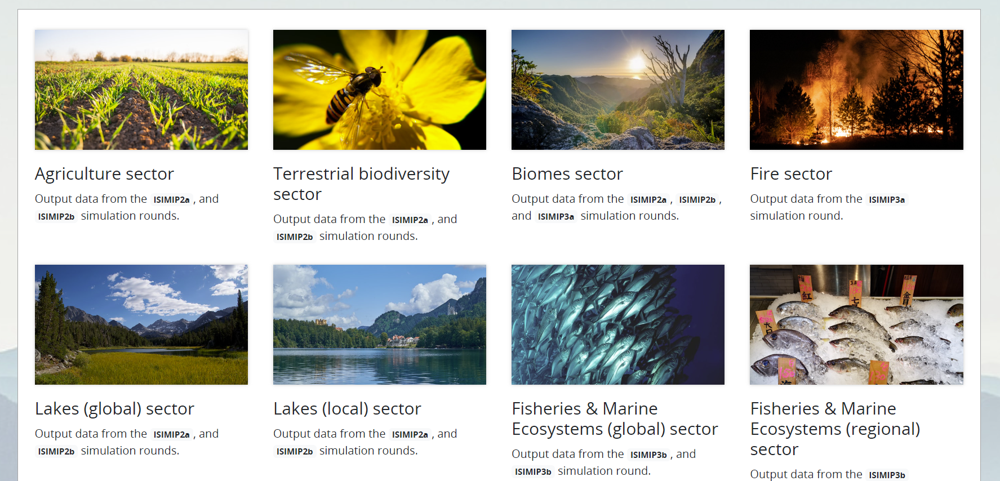 Agriculture sector
Output data from the ISIMIP2a , and
ISIMIP2b simulation rounds.
Terrestrial biodiversity
sector
Output data from the ISIMIP2a , and
ISIMIP2b simulation rounds.
Biomes sector
Output data from the ISIMIP2a , ISIMIP2b ,
and ISIMIP3a simulation rounds.
Fire sector
Output data from the ISIMIP3a
simulation round.
Lakes (global) sector
Output data from the ISIMIP2a , and
ISIMIP2b simulation rounds.
Lakes (local) sector
Output data from the ISIMIP2a , and
ISIMIP2b simulation rounds.
Fisheries & Marine
Ecosystems (global) sector
Output data from the ISIMIP3b , and
ISIMIP3b simulation round.
紅
七
金目
Fisheries & Marine
Ecosystems (regional)
sector
Output data from the ISIMIP3b